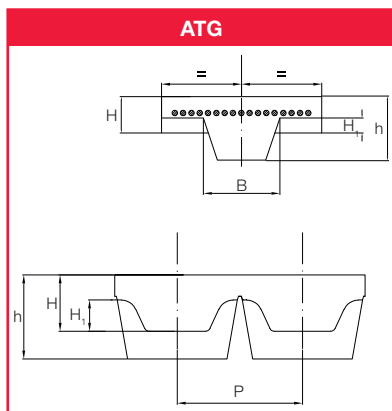 ATG
= =
H H₁ h
B
h H H₁
P